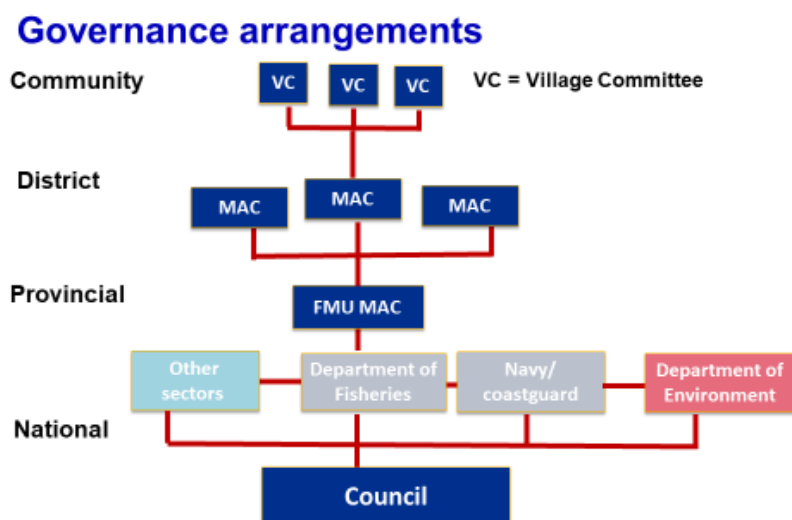 Governance arrangements
Community
VC
VC
VC
VC = Village Committee
District
MAC
MAC
MAC
Provincial
FMU MAC
Other
sectors
Department of
Fisheries
Navy/
coastguard
Department of
Environment
National
Council